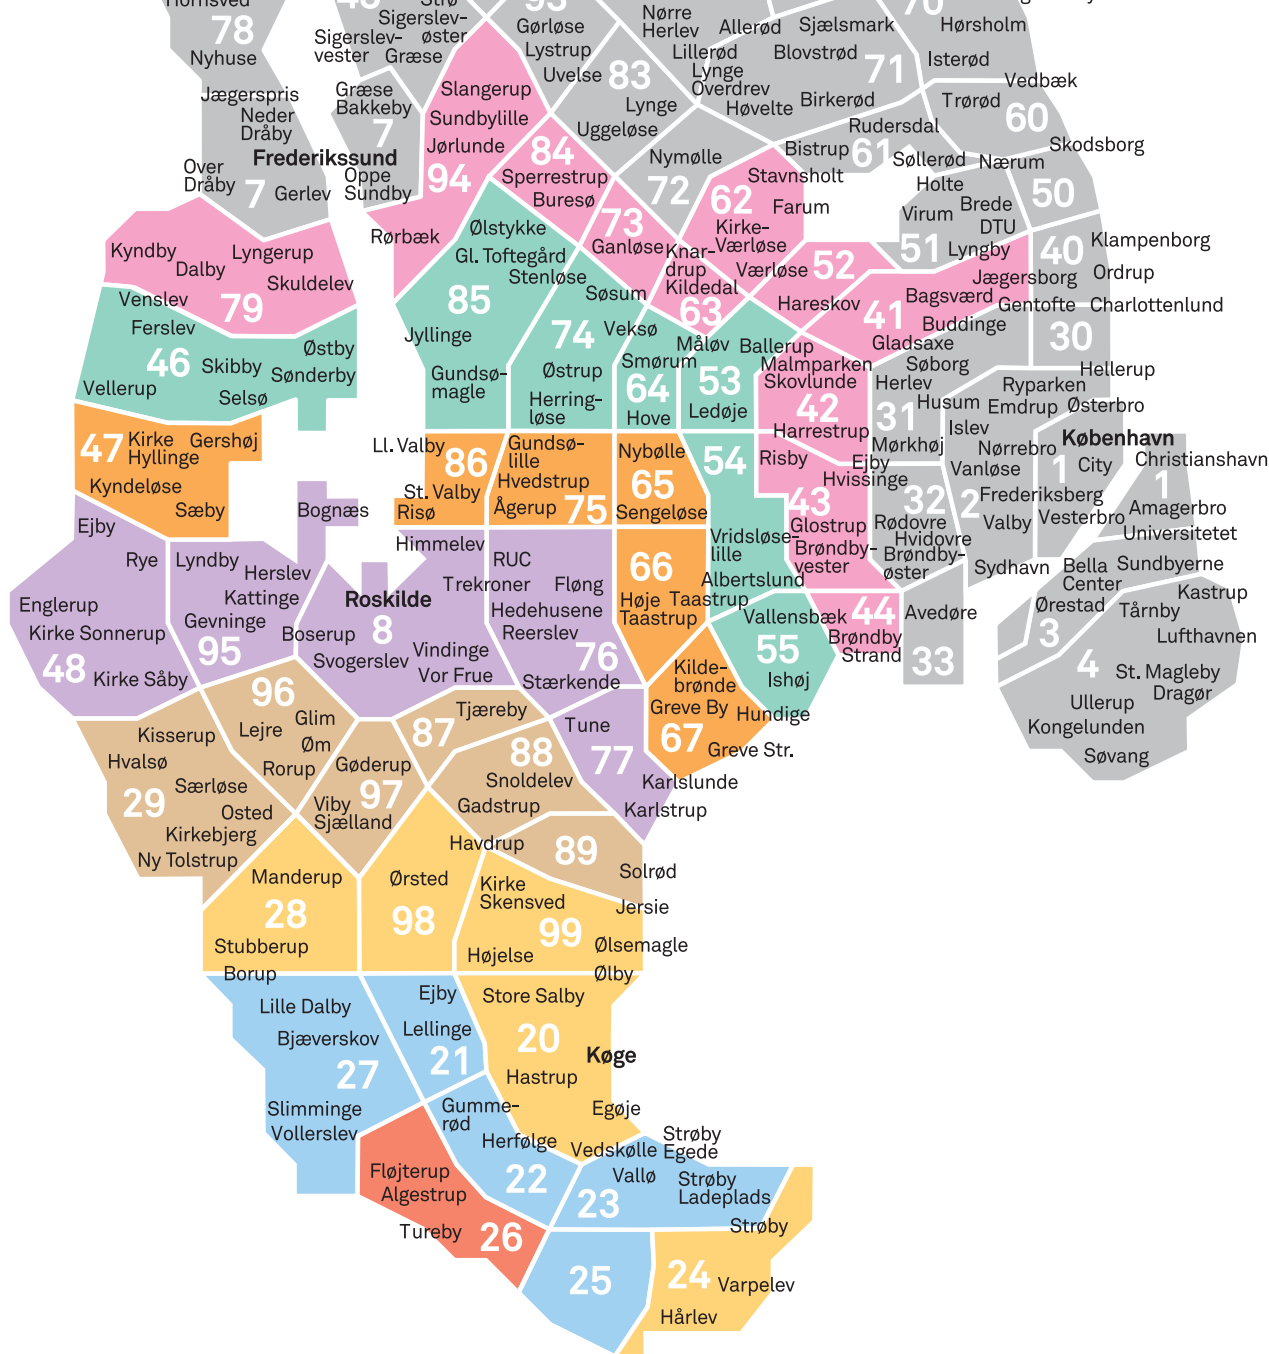 78
Nyhuse
Sigerslev-
øster
Sigerslev-
vester
Græse
Gørløse
Lystrup
Uvelse
83
Lynge
Uggeløse
Nørre
Herlev
Lillerød
Lynge
Overdrev
Høvelte
Allerød
Sjælsmark
Blovstrød
71
Birkerød
Hørsholm
Isterød
Vedbæk
Trørød
60
Skodsborg
Jægerspris
Neder
Dråby
Græse
Bakkeby
7
Frederikssund
Over
Dråby
7
Gerlev
Oppe
Sundby
Slangerup
Sundbylille
Jørlunde
94
Rørbæk
84
Sperrestrup
Buresø
Nymølle
72
Rudersdal
Bistrup
61
Søllerød
Nærum
50
Stavnsholt
62
Farum
Kirke-
Værløse
Holte
Virum
Brede
DTU
51
Lyngby
40
Klampenborg
Ordrup
Charlottenlund
73
Ganløse
Knar-
drup
Kildedal
63
Værløse
52
Hareskov
Jægersborg
Bagsværd
Gentofte
41
Buddinge
Gladsaxe
30
Hellerup
Kyndby
Dalby
Lyngerup
Skuldelev
79
Venslev
Ferslev
46
Skibby
Østby
Sønderby
Vellerup
Selsø
Ølstykke
Gl. Toftegård
Stenløse
85
Jyllinge
Gundsø-
magle
Søsum
74
Veksø
Østrup
Herring-
løse
Smørum
64
Hove
Måløv
53
Ledøje
Ballerup
Malmparken
Skovlunde
42
Harrestrup
Søborg
Herlev
31
Mørkhøj
Husum
Ryparken
Emdrup
Østerbro
Islev
Nørrebro
København
1
City
Christianshavn
1
Amagerbro
Universitetet
Vanløse
2
Frederiksberg
Valby
Vesterbro
Sydhavn
47
Kirke
Hyllinge
Gershøj
Kyndeløse
Sæby
Ll. Valby
86
St. Valby
Risø
Gundsø-
lille
Hvedstrup
Ågerup
75
Nybølle
65
Sengeløse
54
Risby
Ejby
Hvissinge
43
Glostrup
Brøndby-
vester
32
Rødovre
Hvidovre
Brøndby-
øster
Vridsløse-
lille
Albertslund
Bognæs
Ejby
Rye
Lyndby
Herslev
Kattinge
Gevninge
95
Englerup
Kirke Sonnerup
48
Kirke Såby
Himmelev
Roskilde
8
Boserup
Svogerslev
Vindinge
Vor Frue
RUC
Trekroner
Fløng
Hedehusene
Reerslev
76
Stærkende
66
Høje
Taastrup
Taastrup
Vallensbæk
55
Ishøj
44
Brøndby
Strand
Avedøre
33
Bella
Center
Sundbyerne
Ørestad
3
Kastrup
Tårnby
Lufthavnen
4
St. Magleby
Dragør
Ullerup
Kongelunden
Søvang
Kilde-
brønde
Greve By
67
Hundige
Greve Str.
96
Lejre
Glim
Øm
Rorup
87
Tjæreby
Tune
77
Karlslunde
Karlstrup
Kisserup
Hvalsø
29
Særløse
Osted
Kirkebjerg
Ny Tolstrup
Gøderup
97
Viby
Sjælland
88
Snoldelev
Gadstrup
Havdrup
89
Solrød
Jersie
Manderup
28
Stubberup
Borup
Ørsted
98
Kirke
Skensved
99
Højelse
Ølsemagle
Ølby
Lille Dalby
Bjæverskov
27
Slimminge
Vollerslev
Ejby
Lellinge
21
Store Salby
20
Køge
Hastrup
Egøje
Gumme-
rød
Herfølge
22
Vedskølle
Strøby
Egede
Vallø
23
Strøby
Ladeplads
Strøby
Fløjterup
Algestrup
Tureby
26
25
24
Varpelev
Hårlev